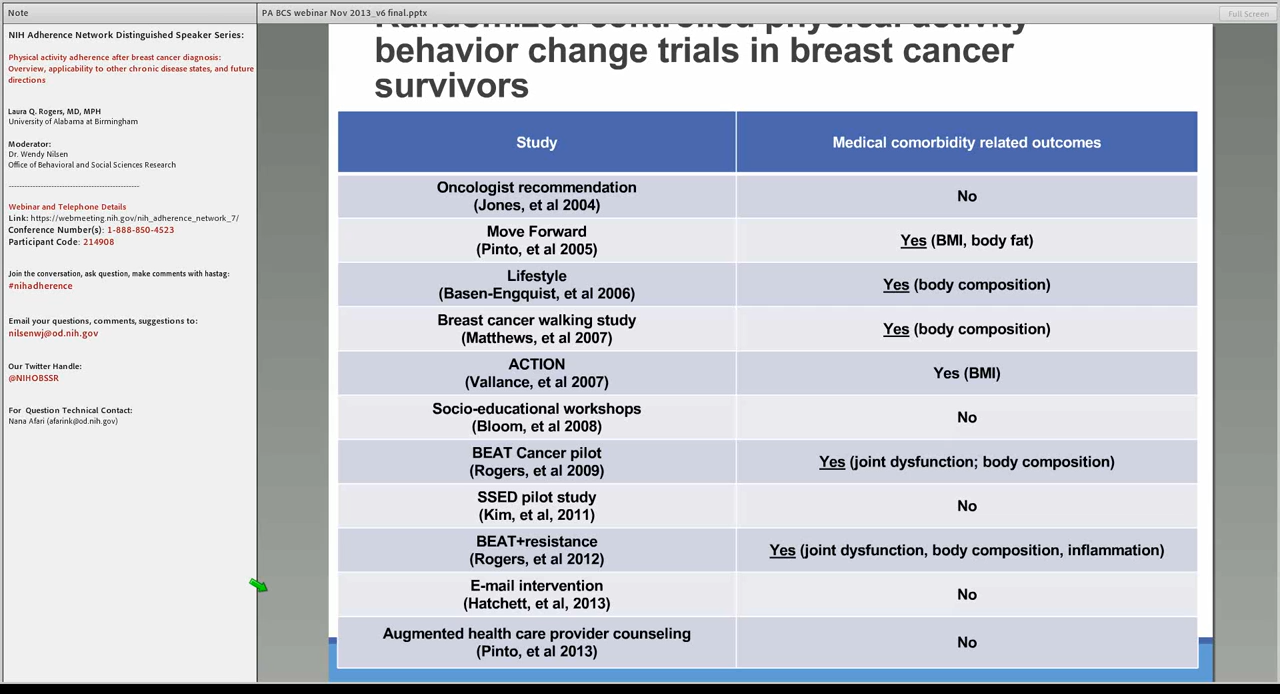 Note
PA BCS webinar Nov 2013_v6 final.pptx
Full Screen
NIH Adherence Network Distinguished Speaker Series:
Physical activity adherence after breast cancer diagnosis:
Overview, applicability to other chronic disease states, and future
directions
Laura Q. Rogers, MD, MPH
University of Alabama at Birmingham
Moderator:
Dr. Wendy Nilsen
Office of Behavioral and Social Sciences Research
------------------------------------------------
Webinar and Telephone Details
Link: https://webmeeting.nih.gov/nih_adherence_network_7/
Conference Number(s): 1-888-850-4523
Participant Code: 214908
Join the conversation, ask question, make comments with hastag:
#nihadherence
Email your questions, comments, suggestions to:
nilsenwj@od.nih.gov
Our Twitter Handle:
@NIHOBSSR
For Question Technical Contact:
Nana Afari (afarink@od.nih.gov)
Randomized controlled physical activity
behavior change trials in breast cancer
survivors
Study
Medical comorbidity related outcomes
Oncologist recommendation
(Jones, et al 2004)
No
Move Forward
(Pinto, et al 2005)
Yes (BMI, body fat)
Lifestyle
(Basen-Engquist, et al 2006)
Yes (body composition)
Breast cancer walking study
(Matthews, et al 2007)
Yes (body composition)
ACTION
(Vallance, et al 2007)
Yes (BMI)
Socio-educational workshops
(Bloom, et al 2008)
No
BEAT Cancer pilot
(Rogers, et al 2009)
Yes (joint dysfunction; body composition)
SSED pilot study
(Kim, et al, 2011)
No
BEAT+resistance
(Rogers, et al 2012)
Yes (joint dysfunction, body composition, inflammation)
E-mail intervention
(Hatchett, et al, 2013)
No
Augmented health care provider counseling
(Pinto, et al 2013)
No